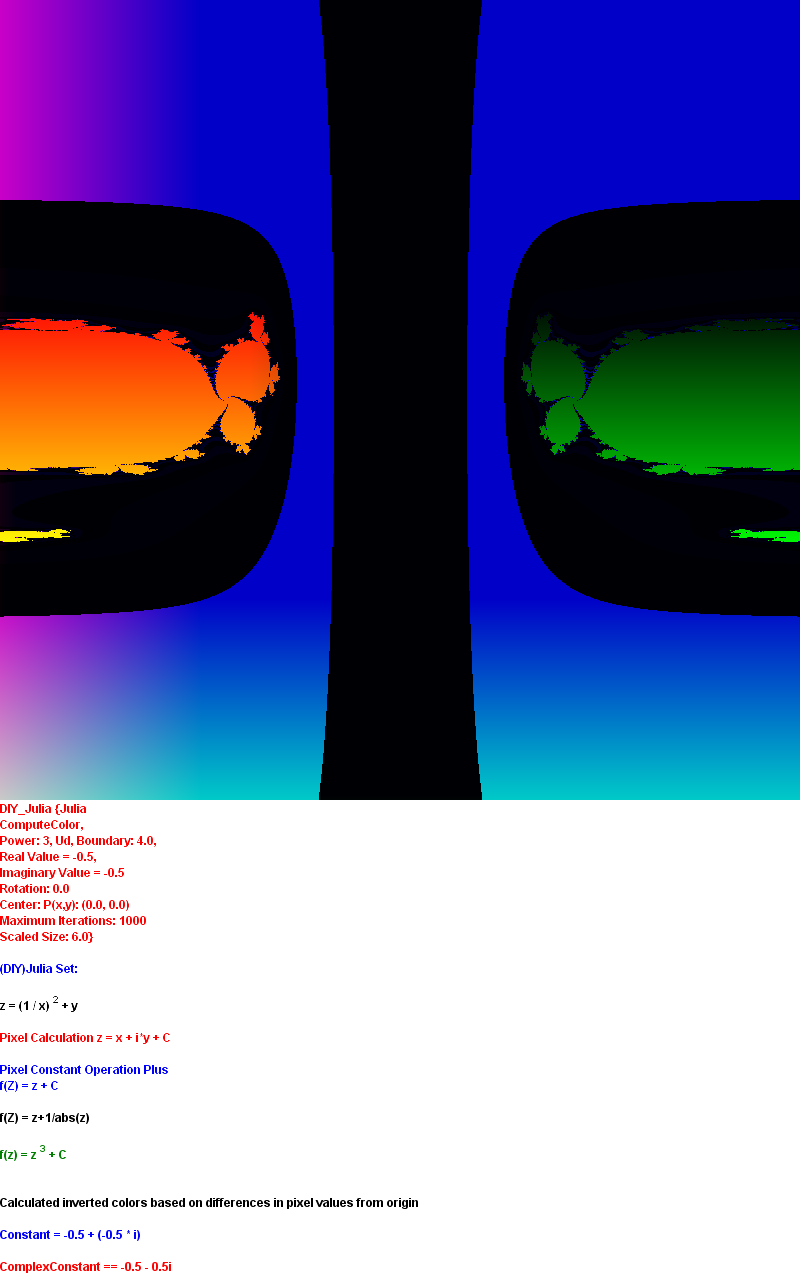 DIY_Julia {Julia
ComputeColor,
Power: 3, Ud, Boundary: 4.0,
Real Value = -0.5,
Imaginary Value = -0.5
Rotation: 0.0
Center: P(x,y): (0.0, 0.0)
Maximum Iterations: 1000
Scaled Size: 6.0}
(DIY)Julia Set:
z = (1 / x) 2 + y
Pixel Calculation z = x + i*y + C
Pixel Constant Operation Plus
f(Z) = z + C
f(Z) = z+1/abs(z)
f(z) = z 3 + C
Calculated inverted colors based on differences in pixel values from origin
Constant = -0.5 + (-0.5 * i)
ComplexConstant == -0.5 - 0.5i